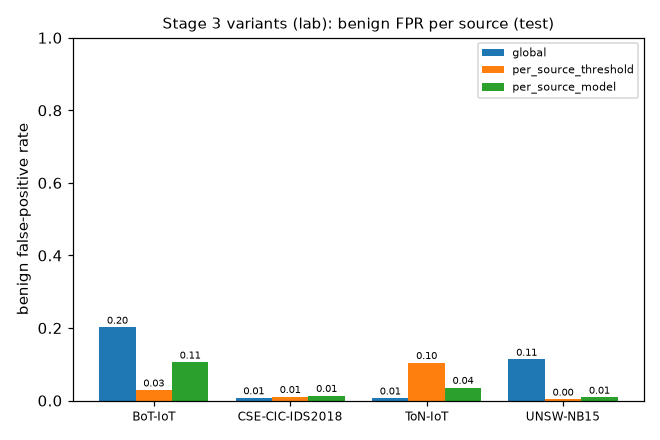 Stage 3 variants (lab): benign FPR per source (test)
benign false-positive rate
1.0
0.8
0.6
0.4
0.2
0.0
global
per_source_threshold
per_source_model
0.20
0.03
0.11
0.01
0.01
0.01
0.01
0.10
0.04
0.11
0.00
0.01
BoT-IoT
CSE-CIC-IDS2018
ToN-IoT
UNSW-NB15